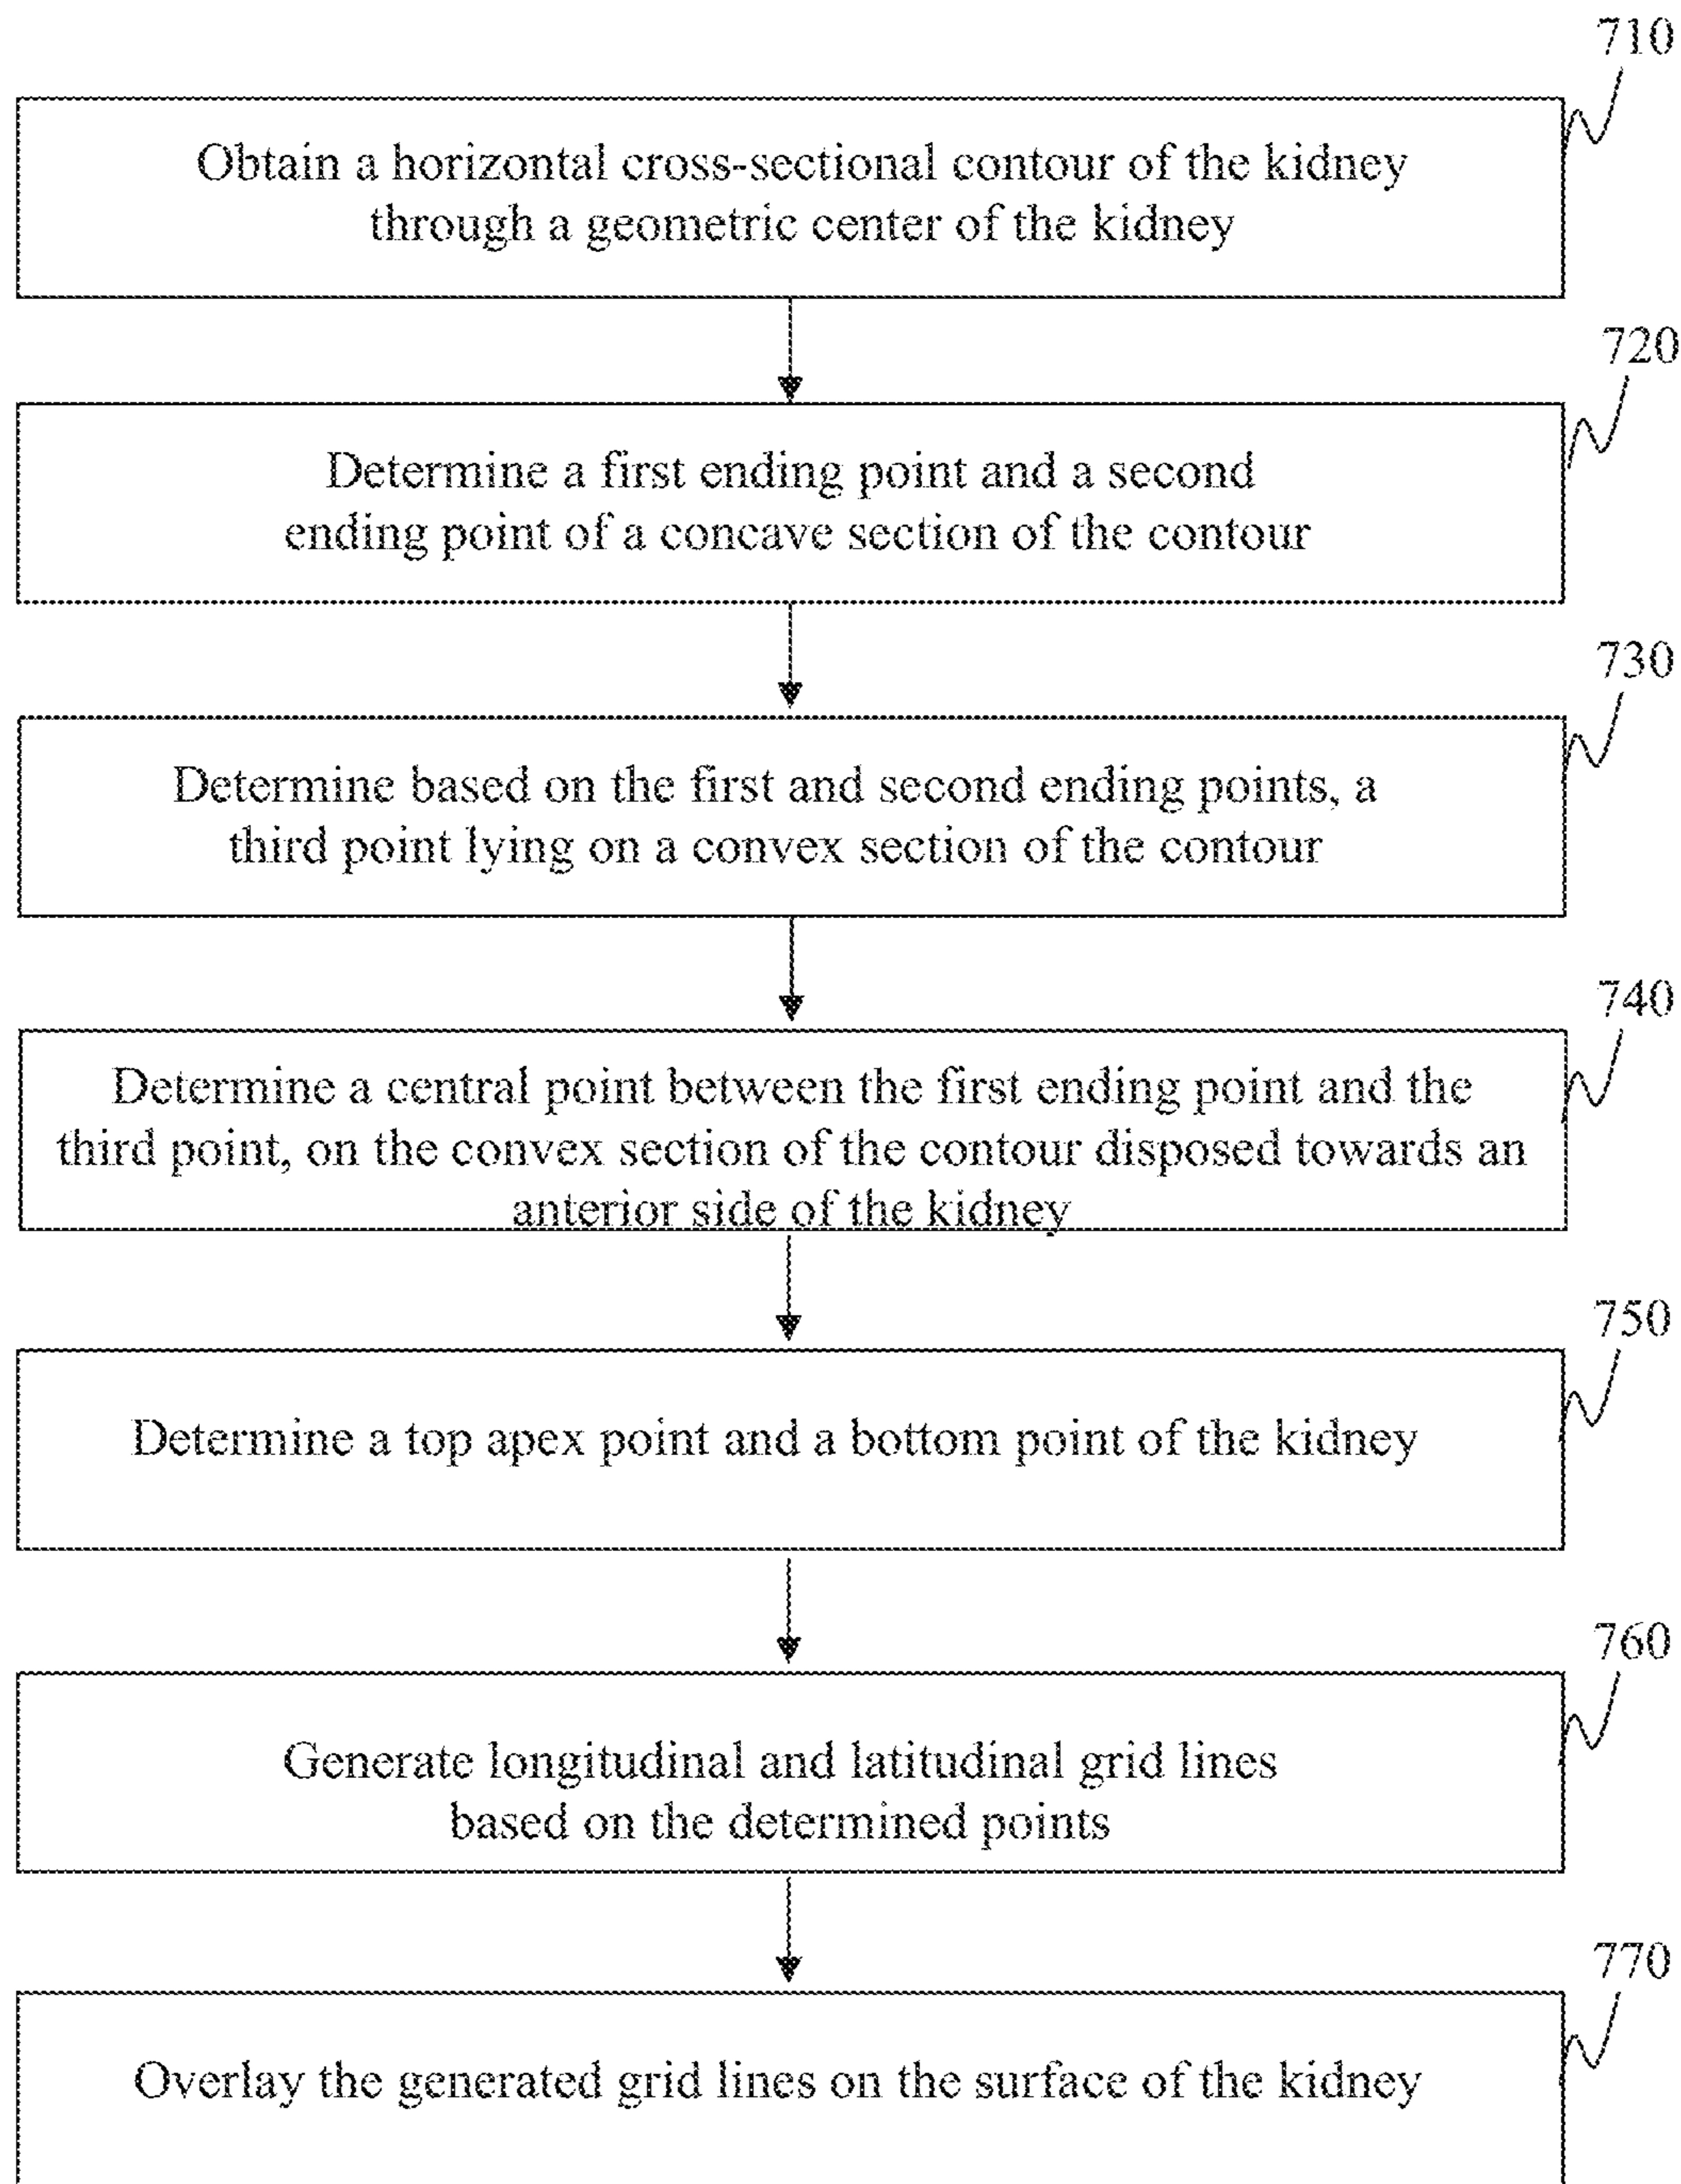 710
Obtain a horizontal cross-sectional contour of the kidney
through a geometric center of the kidney
720
Determine a first ending point and a second
ending point of a concave section of the contour
730
Determine based on the first and second ending points, a
third point lying on a convex section of the contour
740
Determine a central point between the first ending point and the
third point, on the convex section of the contour disposed towards an
anterior side of the kidney
750
Determine a top apex point and a bottom point of the kidney
760
Generate longitudinal and latitudinal grid lines
based on the determined points
770
Overlay the generated grid lines on the surface of the kidney